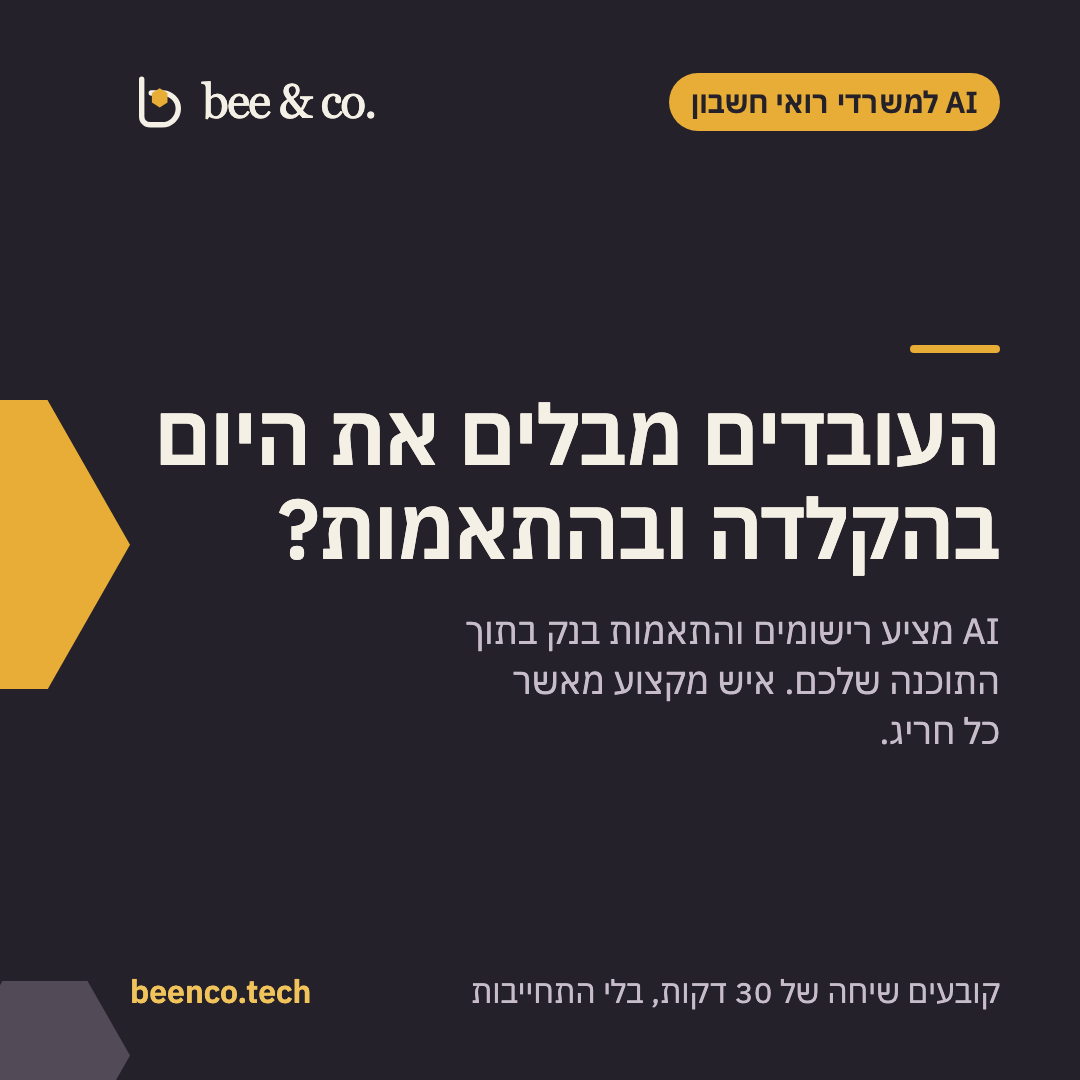 AI למשרדי רואי חשבון
bee & co.
העובדים מבלים את היום
בהקלדה ובהתאמות?
AI מציע רישומים והתאמות בנק בתוך
התוכנה שלכם. איש מקצוע מאשר
כל חריג.
קובעים שיחה של 30 דקות, בלי התחייבות
beenco.tech